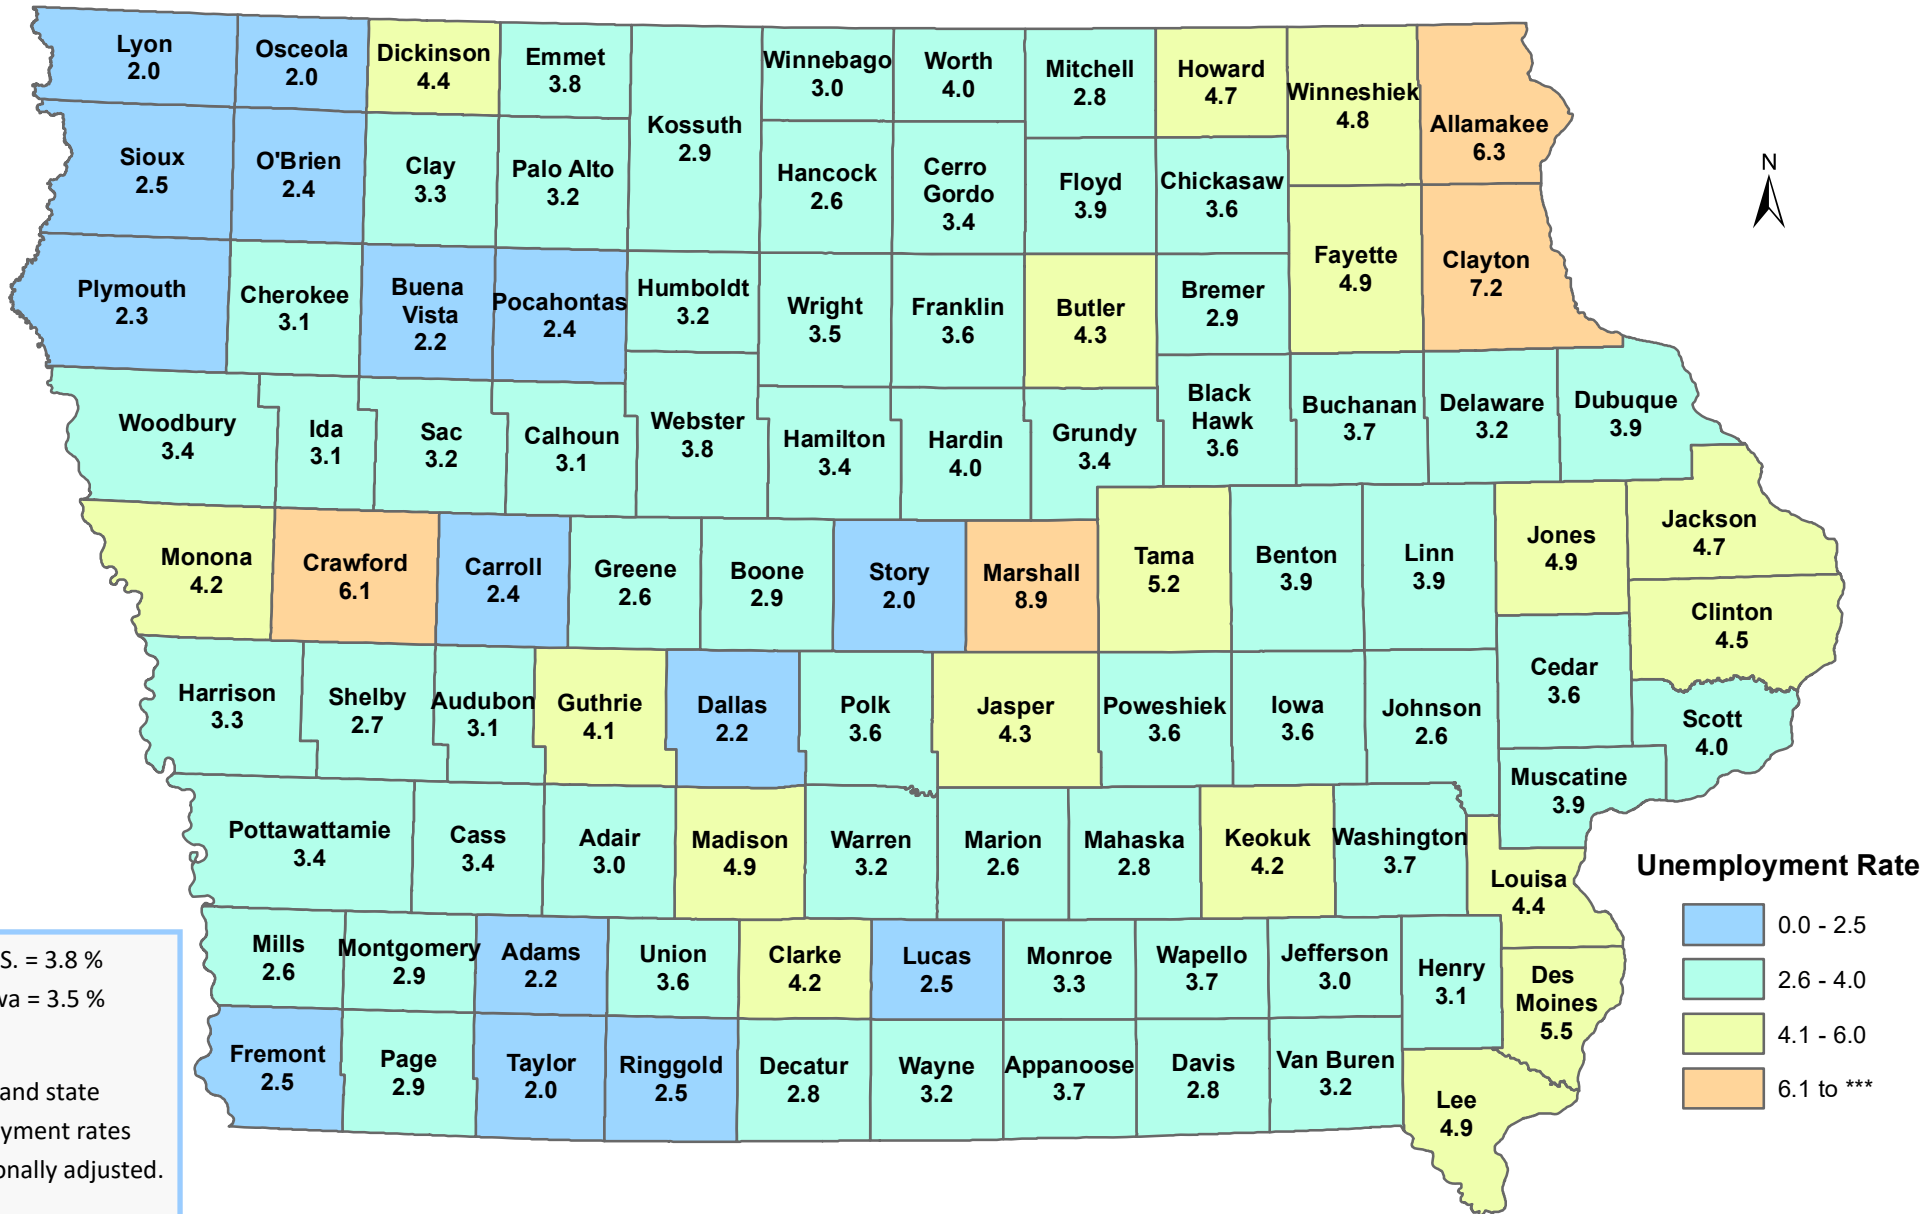 Lyon
2.0
Osceola
2.0
Dickinson
4.4
Emmet
3.8
Kossuth
2.9
Winnebago
3.0
Worth
4.0
Mitchell
2.8
Howard
4.7
Winneshiek
4.8
Allamakee
6.3
Sioux
2.5
O'Brien
2.4
Clay
3.3
Palo Alto
3.2
Hancock
2.6
Cerro
Gordo
3.4
Floyd
3.9
Chickasaw
3.6
N
Plymouth
2.3
Cherokee
3.1
Buena
Vista
2.2
Pocahontas
2.4
Humboldt
3.2
Wright
3.5
Franklin
3.6
Butler
4.3
Bremer
2.9
Fayette
4.9
Clayton
7.2
Woodbury
3.4
Ida
3.1
Sac
3.2
Calhoun
3.1
Webster
3.8
Hamilton
3.4
Hardin
4.0
Grundy
3.4
Black
Hawk
3.6
Buchanan
3.7
Delaware
3.2
Dubuque
3.9
Monona
4.2
Crawford
6.1
Carroll
2.4
Greene
2.6
Boone
2.9
Story
2.0
Marshall
8.9
Tama
5.2
Benton
3.9
Linn
3.9
Jones
4.9
Jackson
4.7
Clinton
4.5
Harrison
3.3
Shelby
2.7
Audubon
3.1
Guthrie
4.1
Dallas
2.2
Polk
3.6
Jasper
4.3
Poweshiek
3.6
Iowa
3.6
Johnson
2.6
Cedar
3.6
Scott
4.0
Muscatine
3.9
Pottawattamie
3.4
Cass
3.4
Adair
3.0
Madison
4.9
Warren
3.2
Marion
2.6
Mahaska
2.8
Keokuk
4.2
Washington
3.7
Louisa
4.4
Mills
2.6
Montgomery
2.9
Adams
2.2
Union
3.6
Clarke
4.2
Lucas
2.5
Monroe
3.3
Wapello
3.7
Jefferson
3.0
Henry
3.1
Des
Moines
5.5
Fremont
2.5
Page
2.9
Taylor
2.0
Ringgold
2.5
Decatur
2.8
Wayne
3.2
Appanoose
3.7
Davis
2.8
Van Buren
3.2
Lee
4.9
Unemployment Rate
0.0 - 2.5
2.6 - 4.0
4.1 - 6.0
6.1 to ***
S. = 3.8 %
va = 3.5 %
and state
yment rates
onally adjusted.